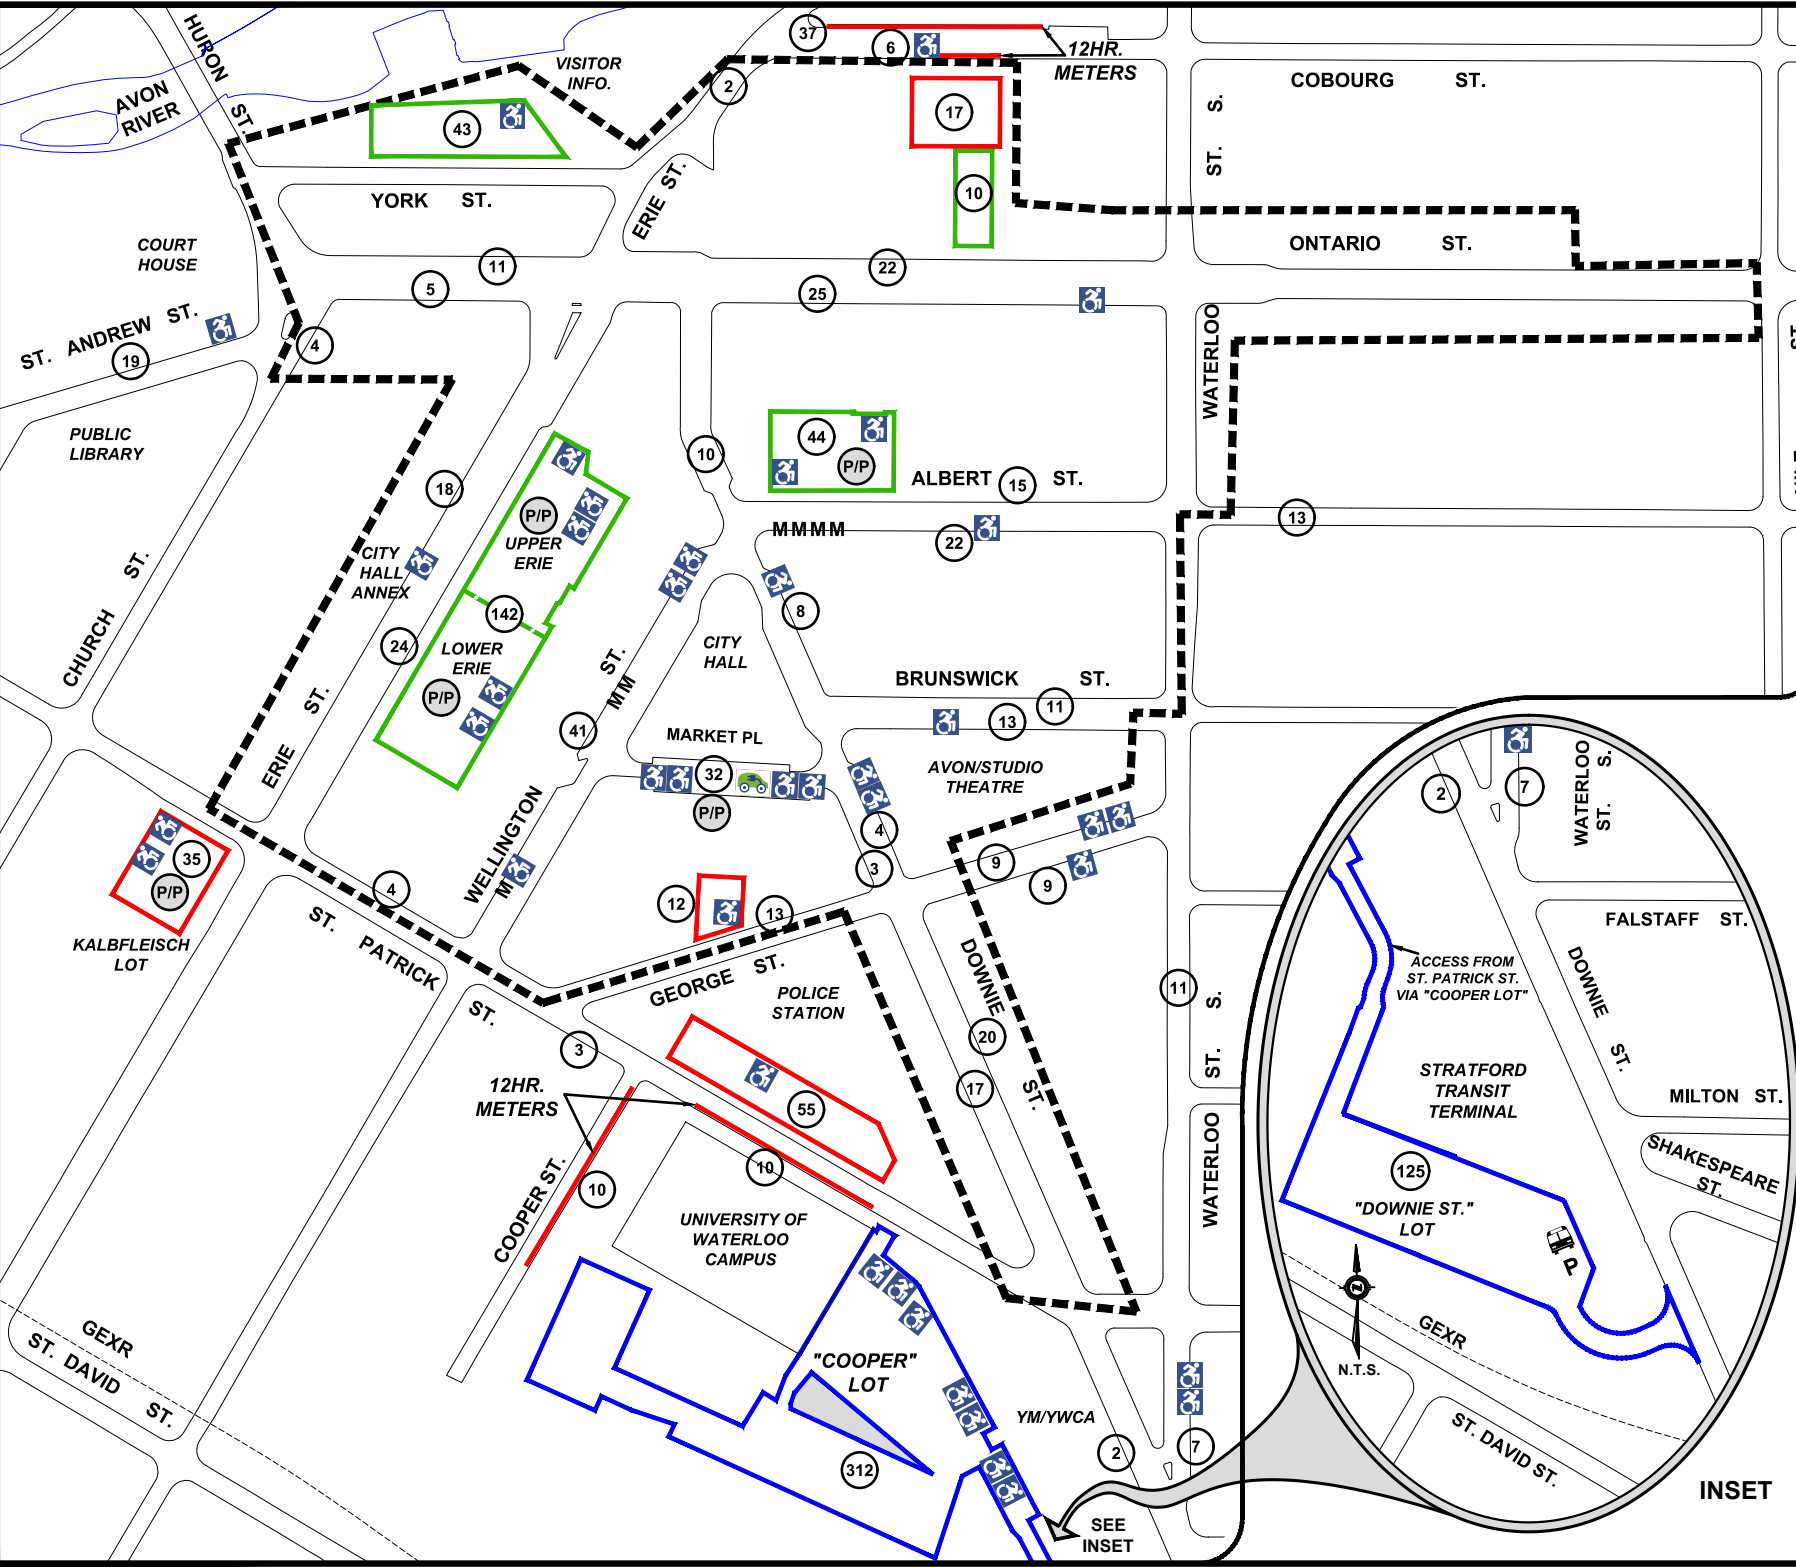 HURON ST.
AVON
RIVER
VISITOR
INFO.
37
6
12HR.
METERS
2
43
17
10
COBOURG ST.
ST. S.
YORK ST.
ERIE ST.
COURT
HOUSE
11
5
22
25
ONTARIO ST.
ST. ANDREW ST.
19
4
WATERLOO
ST
PUBLIC
LIBRARY
18
10
44
P/P
ALBERT ST.
15
13
MMMM
22
P/P
UPPER
ERIE
CITY
HALL
ANNEX
142
24
LOWER
ERIE
P/P
CHURCH ST.
ERIE ST.
8
CITY
HALL
ST.
MM
41
BRUNSWICK ST.
11
13
MARKET PL
32
P/P
AVON/STUDIO
THEATRE
WELLINGTON
M
4
3
9
9
35
P/P
KALBFLEISCH
LOT
4
12
13
ST. PATRICK ST.
GEORGE ST.
POLICE
STATION
DOWNIE ST.
11
20
17
ST. S.
WATERLOO
3
12HR.
METERS
55
10
10
COOPER ST.
UNIVERSITY OF
WATERLOO
CAMPUS
GEXR
ST. DAVID ST.
"COOPER"
LOT
312
YM/YWCA
2
7
SEE
INSET
2
7
WATERLOO
ST. S.
FALSTAFF ST.
ACCESS FROM
ST. PATRICK ST.
VIA "COOPER LOT"
DOWNIE ST.
STRATFORD
TRANSIT
TERMINAL
MILTON ST.
SHAKESPEARE
ST.
125
"DOWNIE ST."
LOT
P
Z
N.T.S.
GEXR
ST. DAVID ST.
INSET